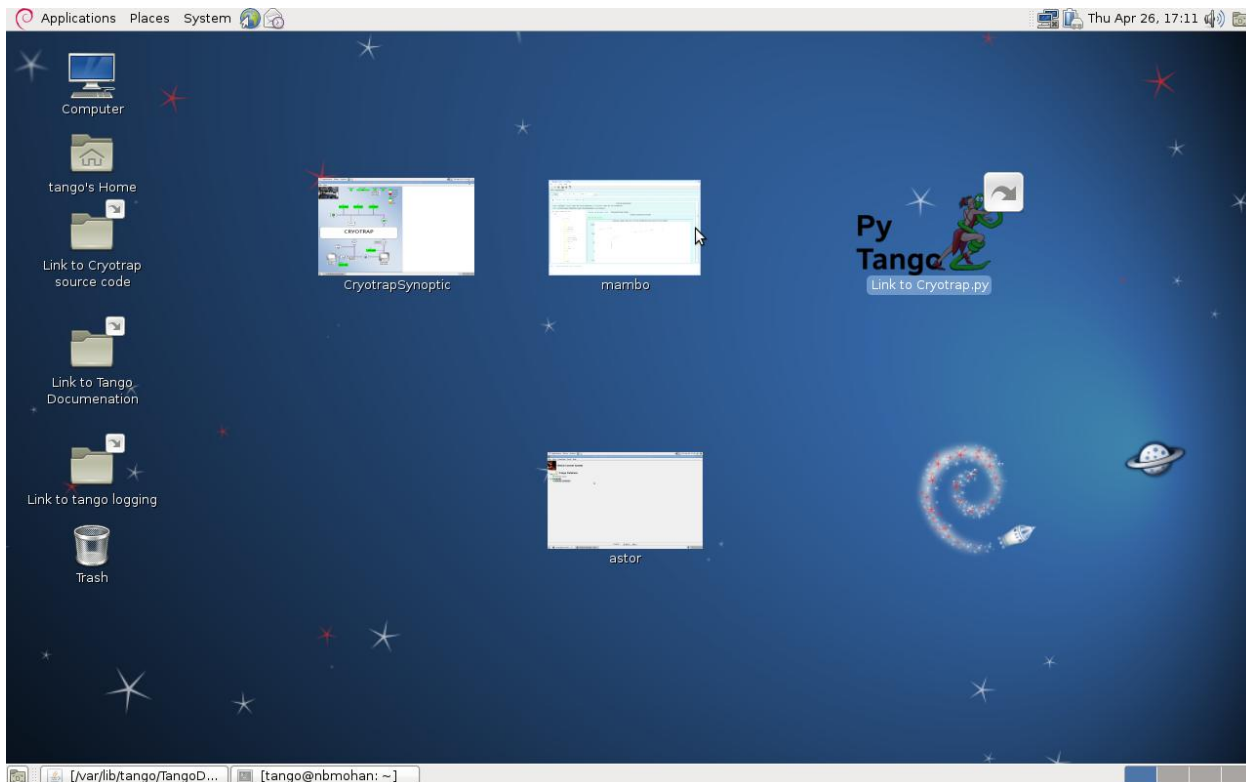 Applications Places System
Thu Apr 26, 17:11
Computer
tango's Home
Link to Cryotrap
source code
Link to Tango
Documenation
Link to tango logging
Trash
CRYOTRAP
CryotrapSynoptic
mambo
Py
Tango
Link to Cryotrap.py
astor
[/var/lib/tango/TangoD...
[tango@nbmohan: ~]